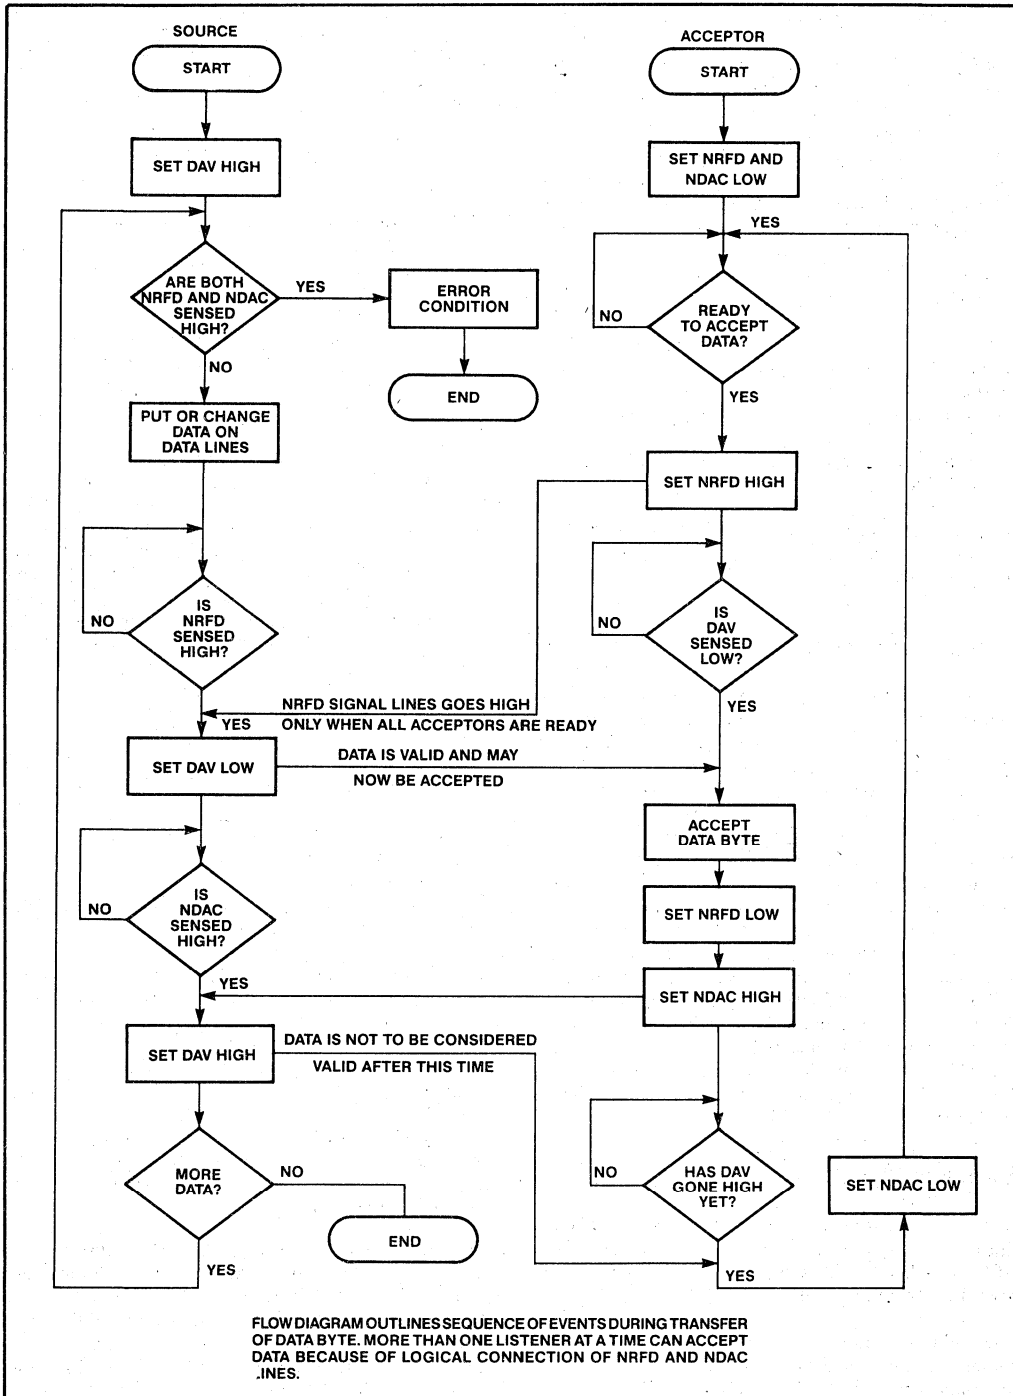 SOURCE
START
SET DAV HIGH
ARE BOTH
NRFD AND NDAC
SENSED
HIGH?
YES
ERROR
CONDITION
END
NO
PUT OR CHANGE
DATA ON
DATA LINES
IS
NRFD
SENSED
HIGH?
NO
YES
NRFD SIGNAL LINES GOES HIGH
ONLY WHEN ALL ACCEPTORS ARE READY
SET DAV LOW
DATA IS VALID AND MAY
NOW BE ACCEPTED
IS
NDAC
SENSED
HIGH?
NO
YES
SET DAV HIGH
DATA IS NOT TO BE CONSIDERED
VALID AFTER THIS TIME
MORE
DATA?
NO
END
YES
ACCEPTOR
START
SET NRFD AND
NDAC LOW
YES
READY
TO ACCEPT
DATA?
NO
YES
SET NRFD HIGH
IS
DAV
SENSED
LOW?
NO
YES
ACCEPT
DATA BYTE
SET NRFD LOW
SET NDAC HIGH
HAS DAV
GONE HIGH
YET?
NO
YES
SET NDAC LOW
FLOW DIAGRAM OUTLINES SEQUENCE OF EVENTS DURING TRANSFER
OF DATA BYTE. MORE THAN ONE LISTENER AT A TIME CAN ACCEPT
DATA BECAUSE OF LOGICAL CONNECTION OF NRFD AND NDAC
.INES.